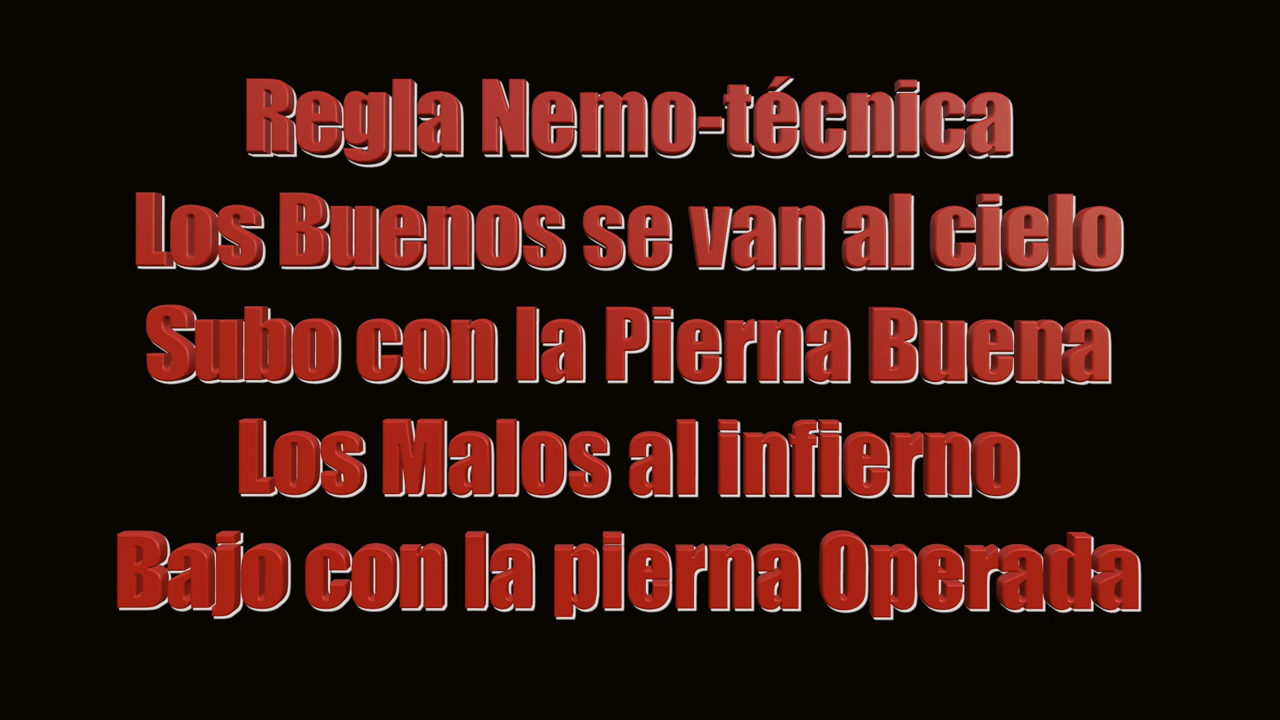 Regla Nemo-técnica
Los Buenos se van al cielo
Subo con la Pierna Buena
Los Malos al infierno
Bajo con la pierna Operada